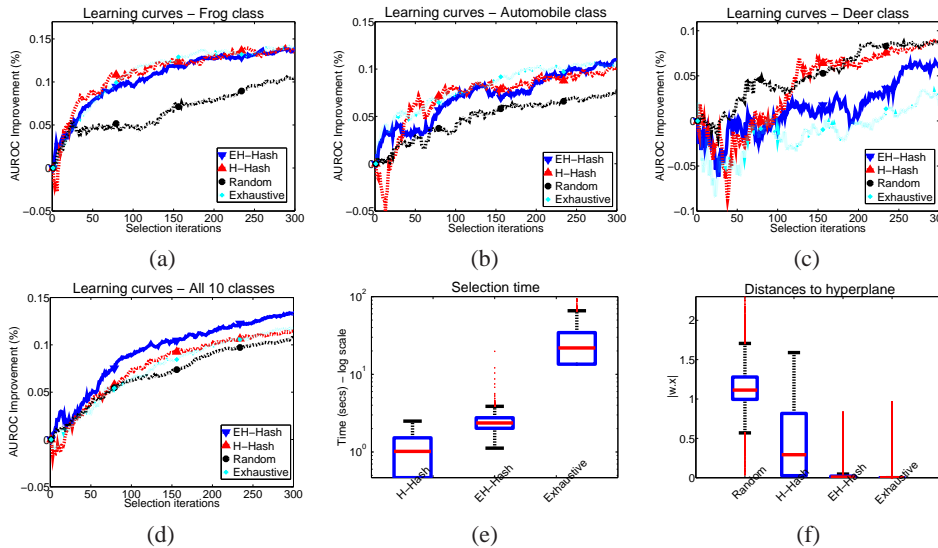 Learning curves − Frog class
AUROC Improvement (%)
0.15
0.1
0.05
0
−0.05
50
100
150
200
250
300
Selection iterations
EH−Hash
H−Hash
Random
Exhaustive
(a)
Learning curves − Automobile class
AUROC Improvement (%)
0.15
0.1
0.05
0
−0.05
50
100
150
200
250
300
Selection iterations
EH−Hash
H−Hash
Random
Exhaustive
(b)
Learning curves − Deer class
AUROC Improvement (%)
0.1
0.05
0
−0.05
−0.1
50
100
150
200
250
300
Selection iterations
EH−Hash
H−Hash
Random
Exhaustive
(c)
Learning curves − All 10 classes
AUROC Improvement (%)
0.15
0.1
0.05
0
−0.05
50
100
150
200
250
300
Selection iterations
EH−Hash
H−Hash
Random
Exhaustive
(d)
Selection time
Time (secs) − log scale
10^2
10^1
10^0
H−Hash
EH−Hash
Exhaustive
(e)
Distances to hyperplane
|w.x|
2
1.5
1
0.5
0
Random
H−Hash
EH−Hash
Exhaustive
(f)